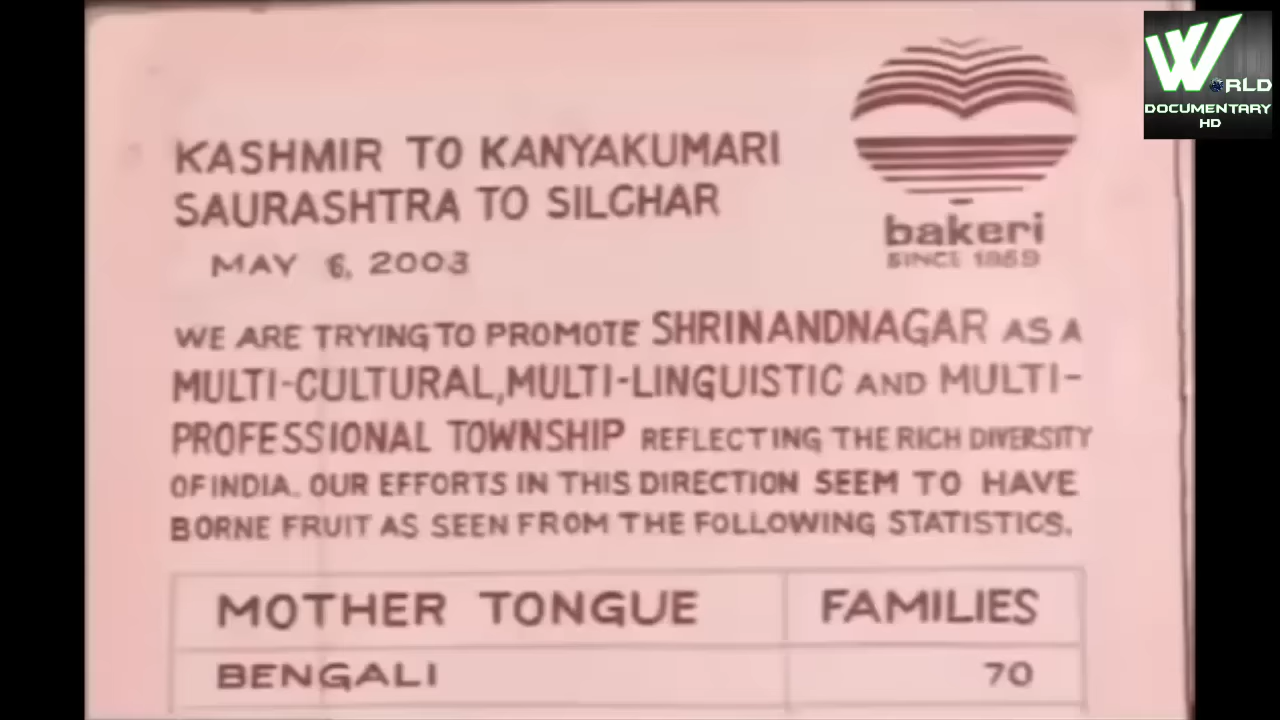 WORLD
DOCUMENTARY
HD
KASHMIR TO KANYAKUMARI
SAURASHTRA TO SILCHAR
MAY 6, 2003
bakeri
SINCE 1959
WE ARE TRYING TO PROMOTE SHRINANDNAGAR AS A
MULTI-CULTURAL, MULTI-LINGUISTIC AND MULTI-
PROFESSIONAL TOWNSHIP REFLECTING THE RICH DIVERSITY
OF INDIA. OUR EFFORTS IN THIS DIRECTION SEEM TO HAVE
BORNE FRUIT AS SEEN FROM THE FOLLOWING STATISTICS.
MOTHER TONGUE FAMILIES
BENGALI 70